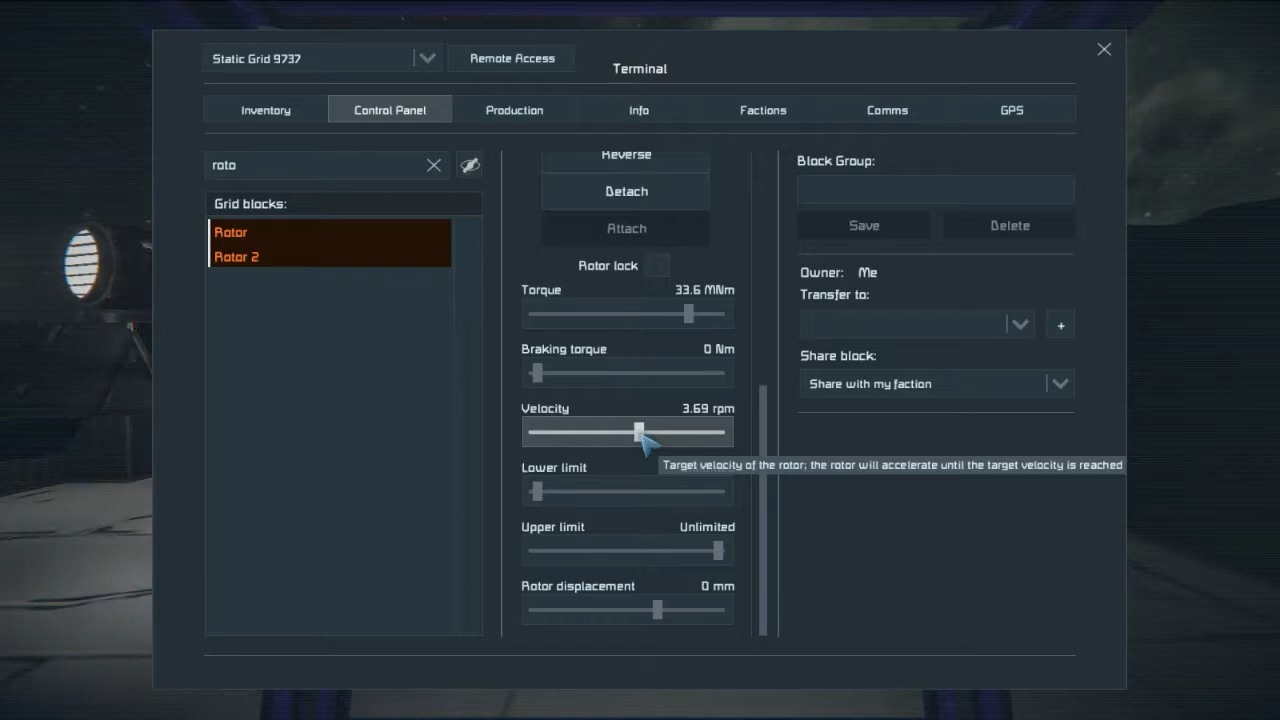 Static Grid 9737
Remote Access
Terminal
Inventory
Control Panel
Production
Info
Factions
Comms
GPS
roto
Grid blocks:
Rotor
Rotor 2
Reverse
Detach
Attach
Rotor lock
Torque 33.6 MNm
Braking torque 0 Nm
Velocity 3.69 rpm
Target velocity of the rotor; the rotor will accelerate until the target velocity is reached
Lower limit
Upper limit Unlimited
Rotor displacement 0 mm
Block Group:
Save
Delete
Owner: Me
Transfer to:
+
Share block:
Share with my faction